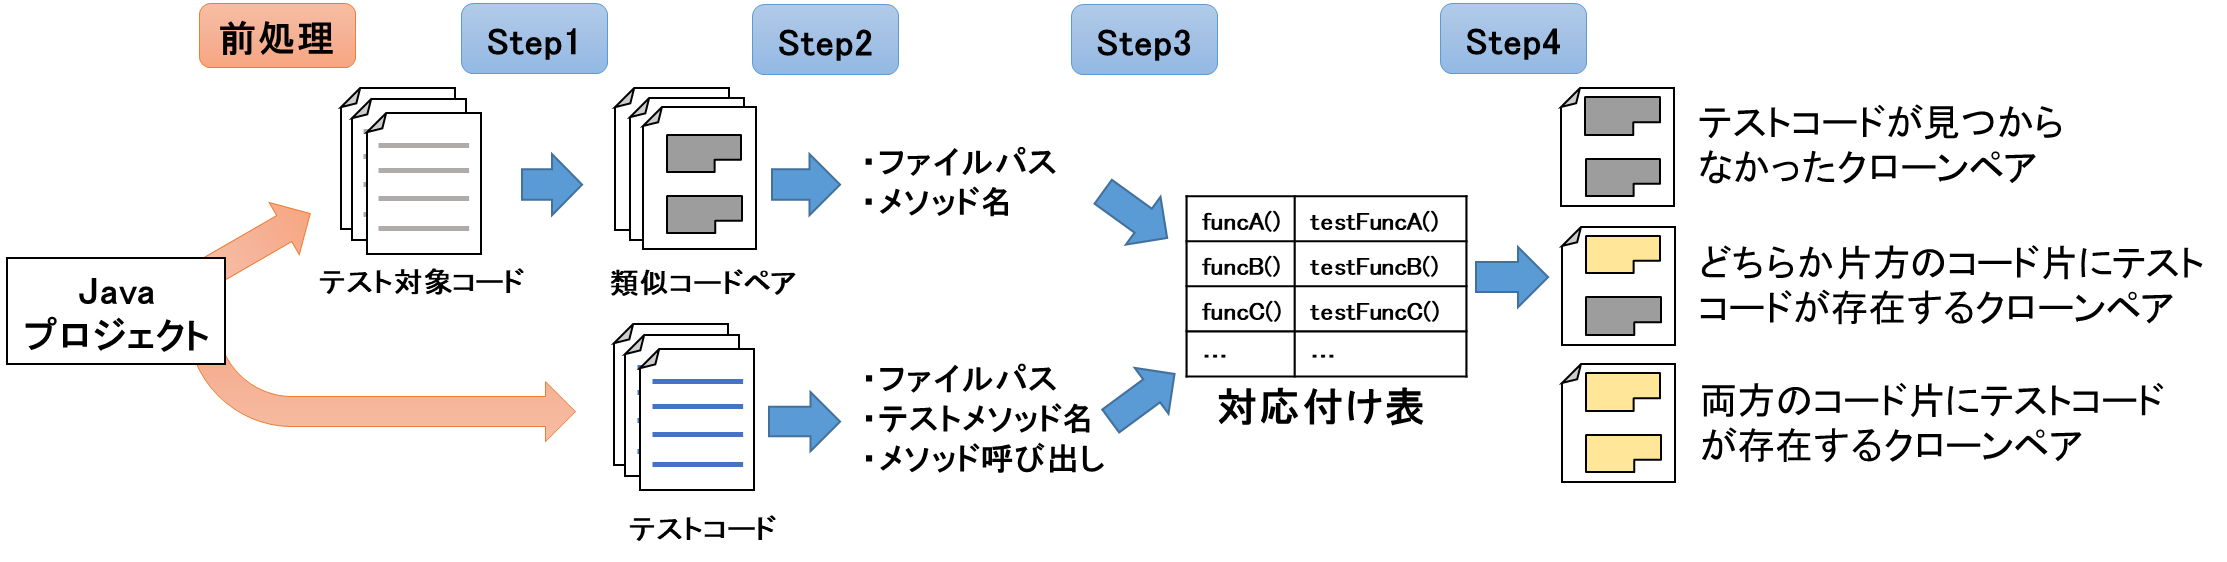 前処理
Step1
Step2
Step3
Step4
Java
プロジェクト
テスト対象コード
類似コードペア
テストコード
・ファイルパス
・メソッド名
・ファイルパス
・テストメソッド名
・メソッド呼び出し
funcA() testFuncA()
funcB() testFuncB()
funcC() testFuncC()
… …
対応付け表
テストコードが見つから
なかったクローンペア
どちらか片方のコード片にテスト
コードが存在するクローンペア
両方のコード片にテストコード
が存在するクローンペア